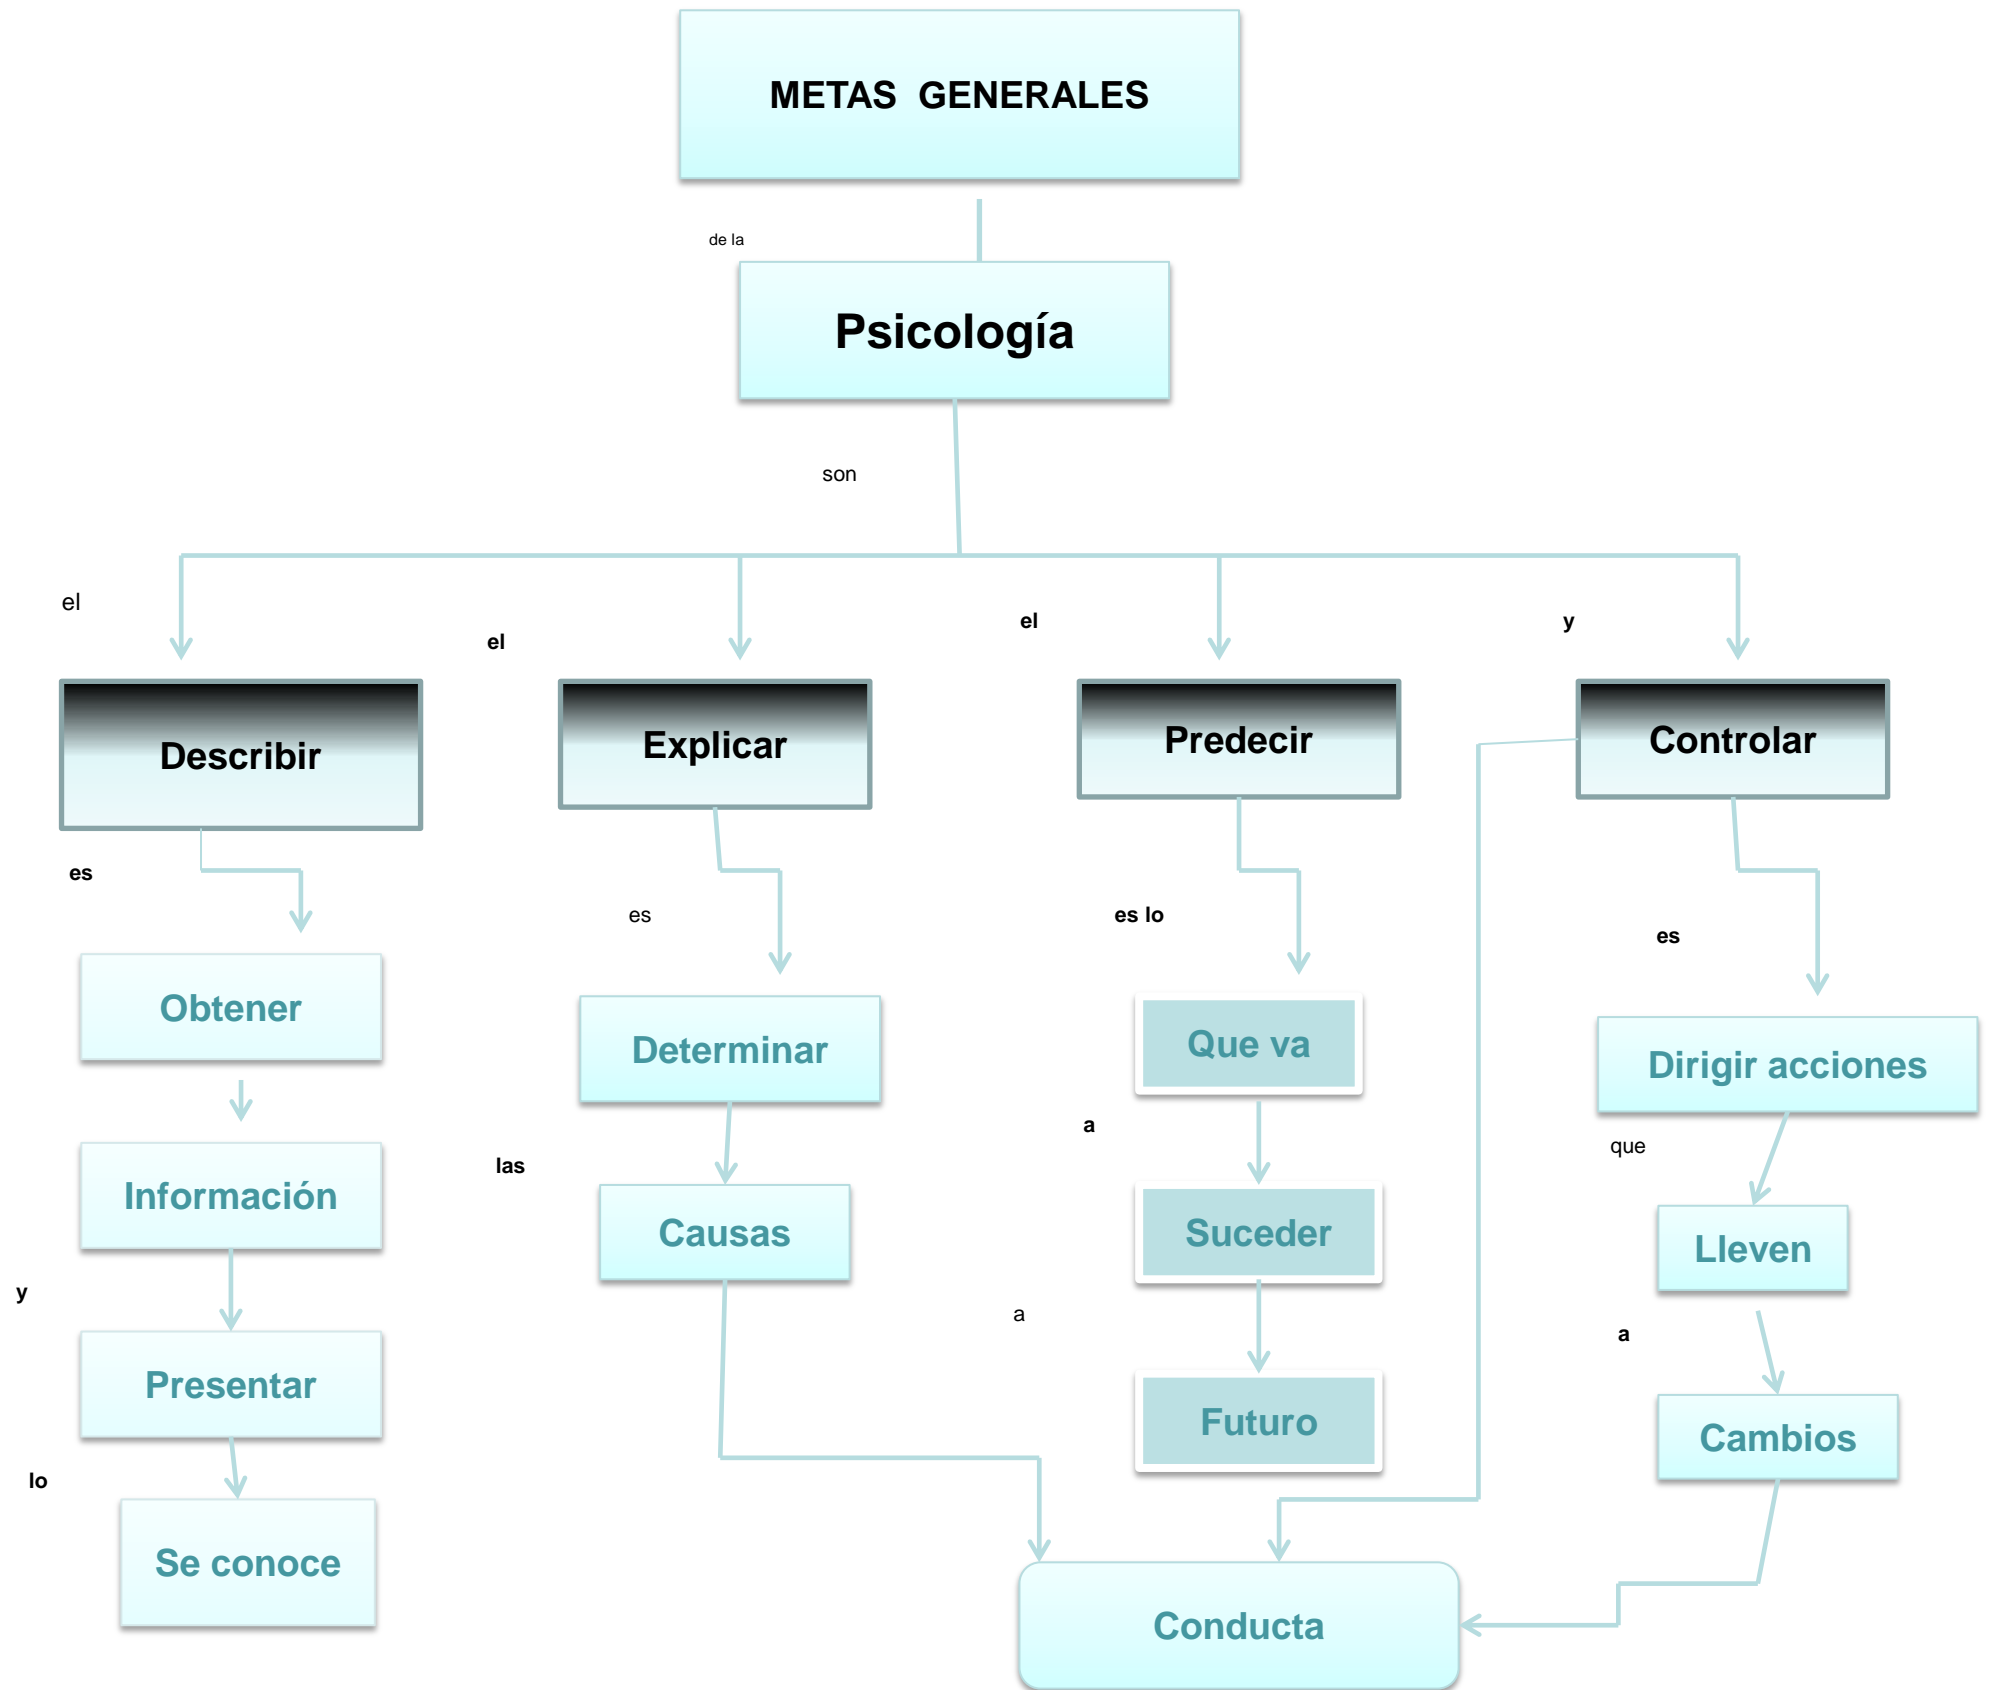 METAS GENERALES
de la
Psicología
son
el
el
el
y
Describir
Explicar
Predecir
Controlar
es
es
es lo
es
Obtener
Determinar
Que va
Dirigir acciones
las
a
que
Información
Causas
Suceder
Lleven
y
a
a
Presentar
Futuro
Cambios
lo
Se conoce
Conducta